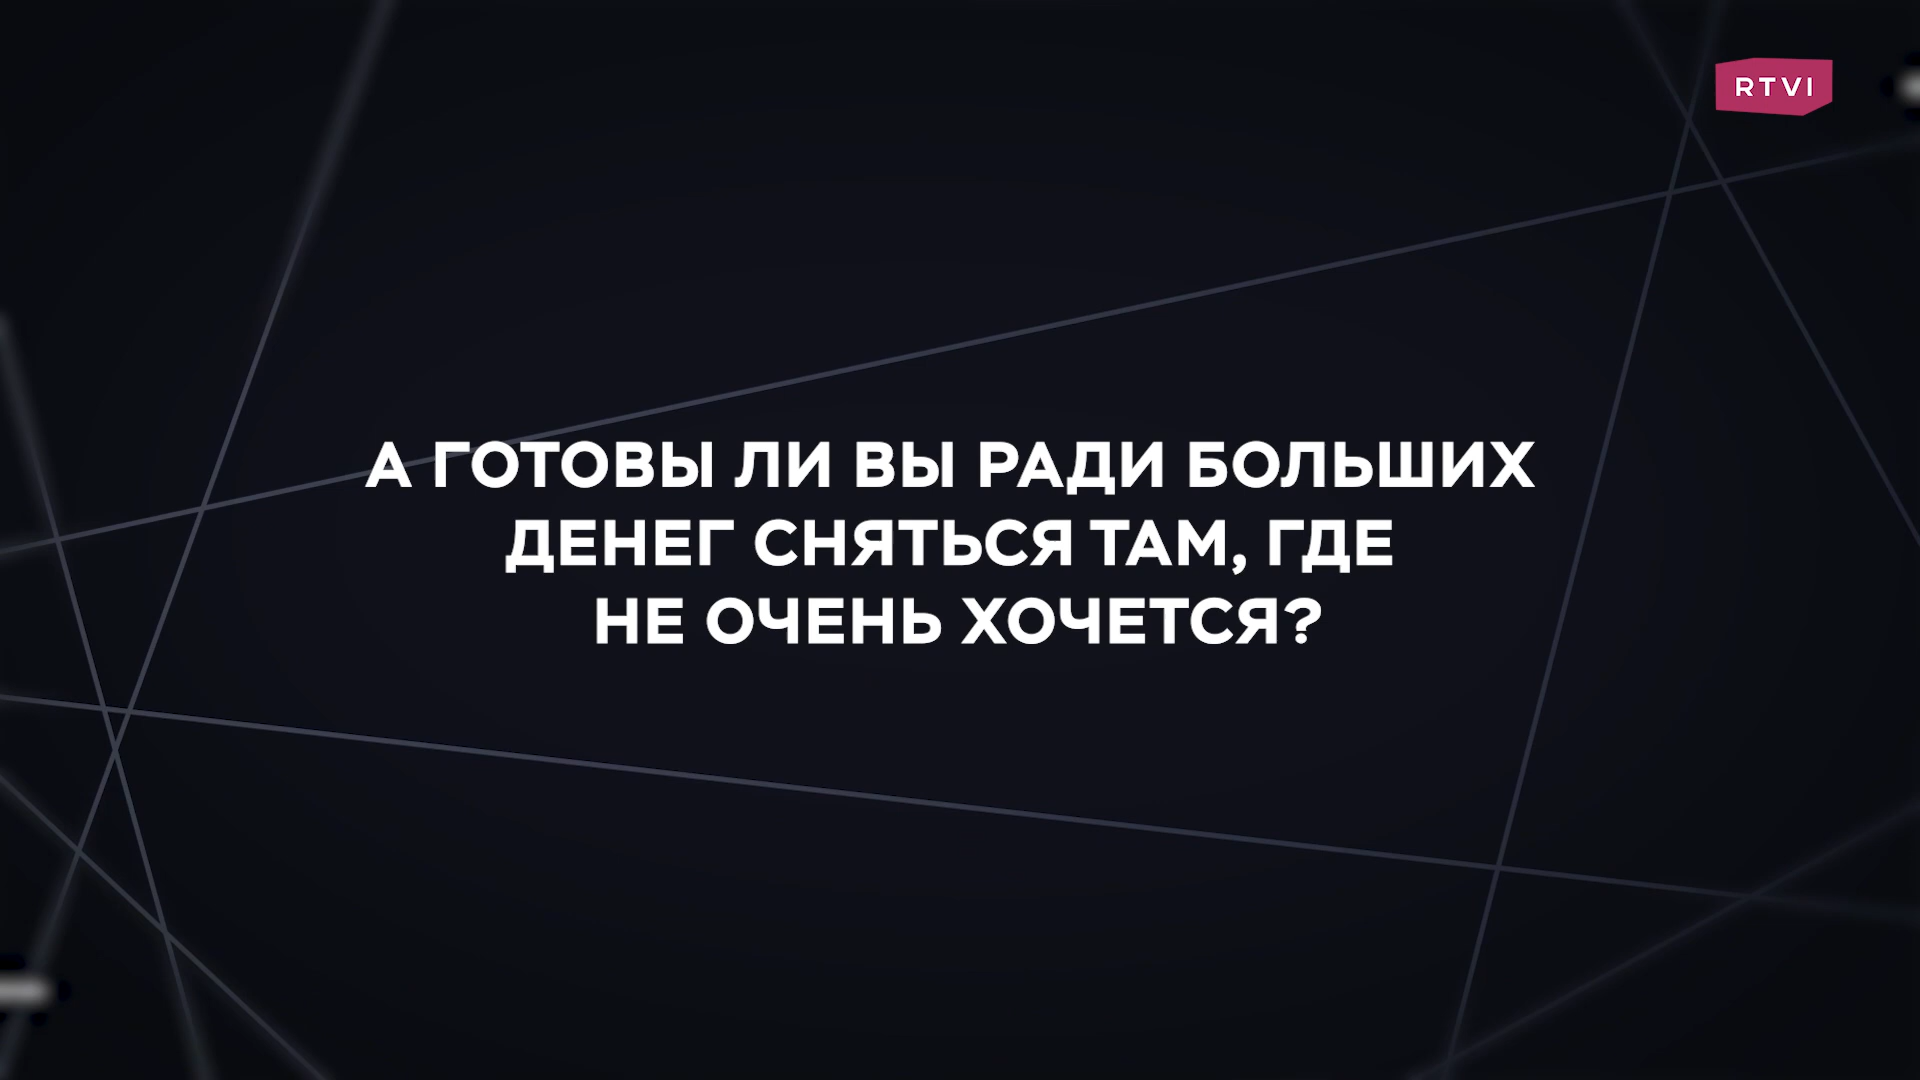 RTVI
А ГОТОВЫ ЛИ ВЫ РАДИ БОЛЬШИХ
ДЕНЕГ СНЯТЬСЯ ТАМ, ГДЕ
НЕ ОЧЕНЬ ХОЧЕТСЯ?